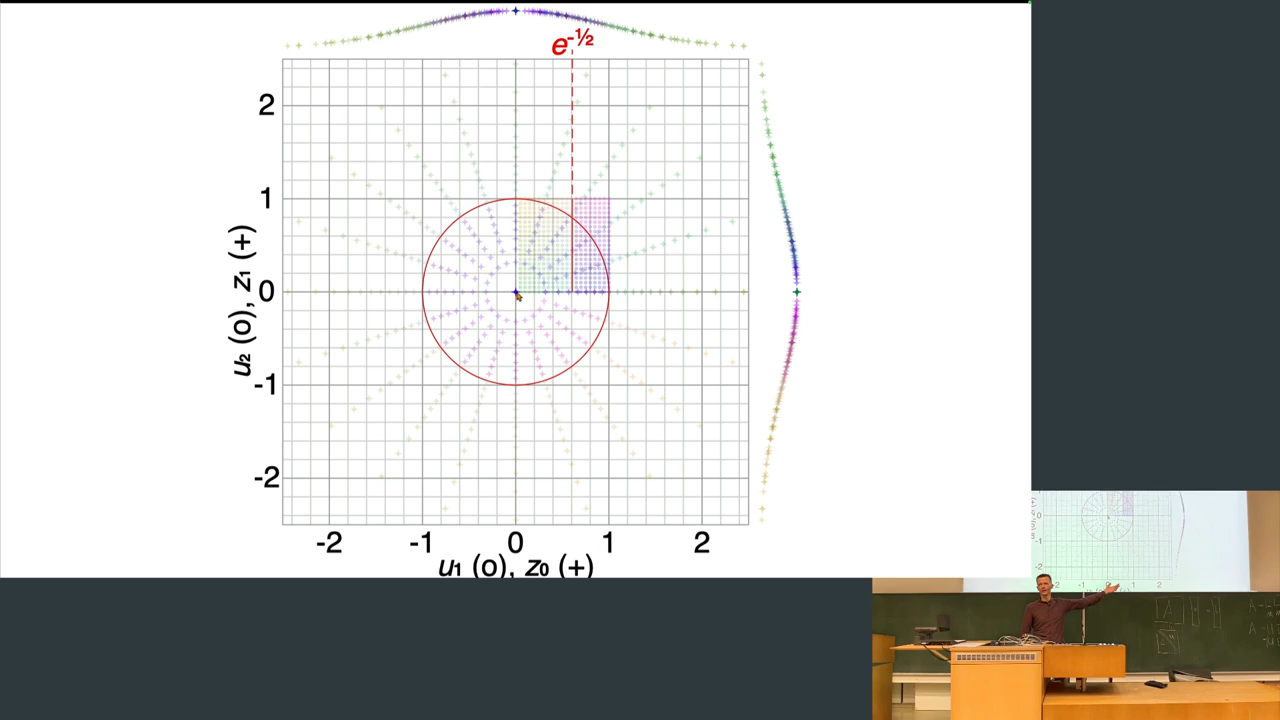 e-½
2
1
0
-1
-2
u₂ (o), z₁ (+)
-2 -1 0 1 2
u₁ (o), z₀ (+)